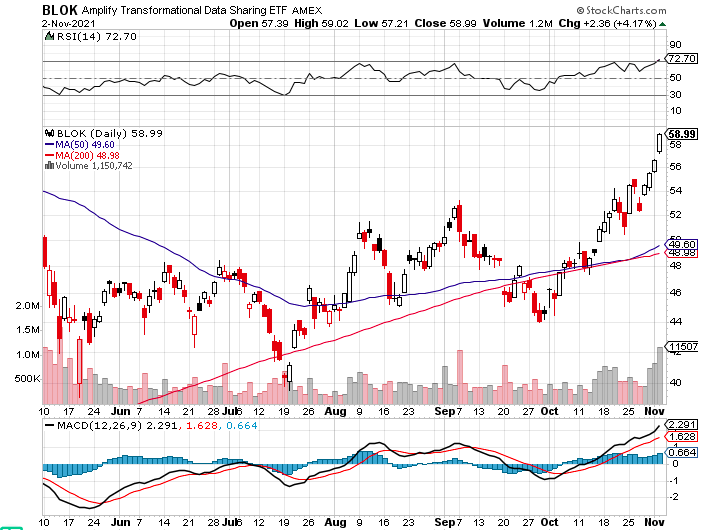 BLOK Amplify Transformational Data Sharing ETF AMEX
© StockCharts.com
2-Nov-2021
Open 57.39 High 59.02 Low 57.21 Close 58.99 Volume 1.2M Chg +2.36 (+4.17%)
RSI(14) 72.70
90
72.70
50
30
10
BLOK (Daily) 58.99
MA(50) 49.60
MA(200) 48.98
Volume 1,150,742
58.99
58
56
54
52
50
49.60
48.98
48
46
44
11507
42
40
2.0M
1.5M
1.0M
500K
10 17 24 Jun 7 14 21 28 Jul 6 12 19 26 Aug 9 16 23 Sep 7 13 20 27 Oct 11 18 25 Nov
MACD(12,26,9) 2.291, 1.628, 0.664
2.291
1.628
0.664
0
-1
-2
10 17 24 Jun 7 14 21 28 Jul 6 12 19 26 Aug 9 16 23 Sep 7 13 20 27 Oct 11 18 25 Nov